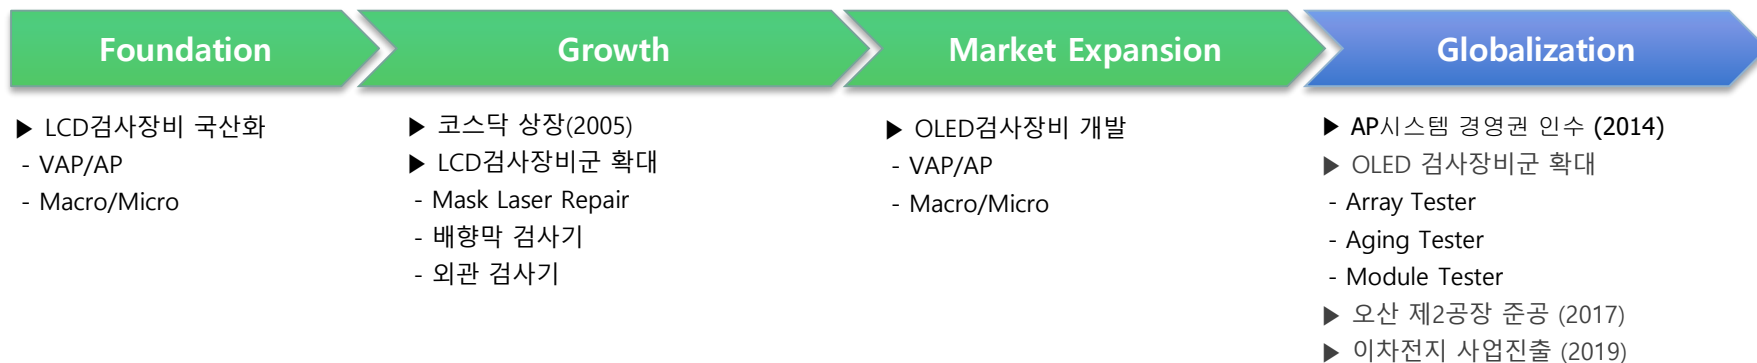 Foundation
Growth
Market Expansion
Globalization
▶ LCD검사장비 국산화
- VAP/AP
- Macro/Micro
▶ 코스닥 상장(2005)
▶ LCD검사장비군 확대
- Mask Laser Repair
- 배향막 검사기
- 외관 검사기
▶ OLED검사장비 개발
- VAP/AP
- Macro/Micro
▶ AP시스템 경영권 인수 (2014)
▶ OLED 검사장비군 확대
- Array Tester
- Aging Tester
- Module Tester
▶ 오산 제2공장 준공 (2017)
▶ 이차전지 사업진출 (2019)